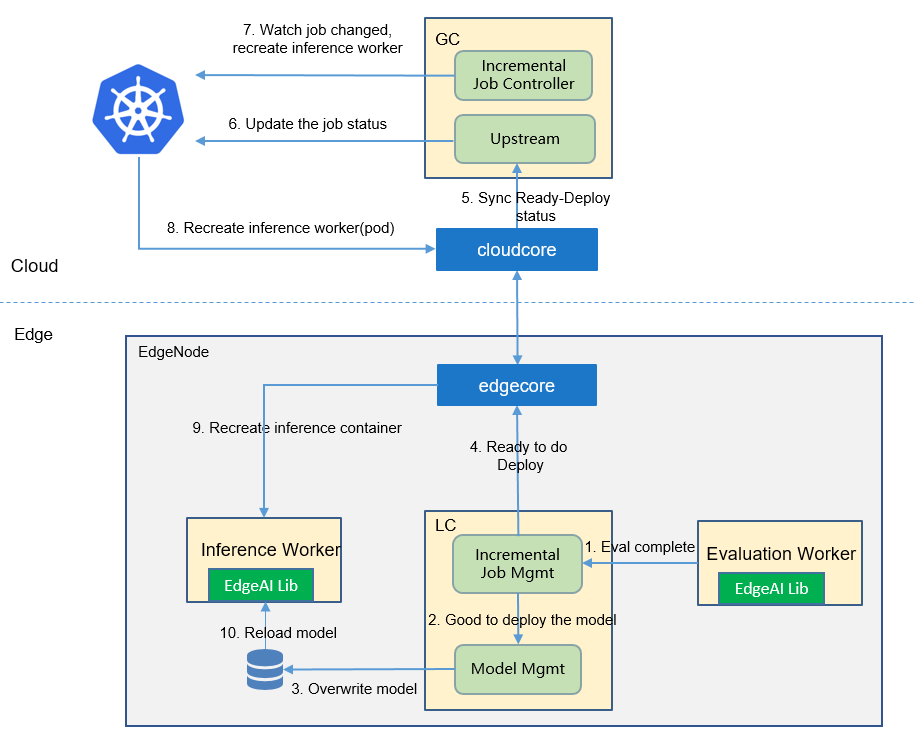 7. Watch job changed,
recreate inference worker
GC
Incremental
Job Controller
6. Update the job status
Upstream
5. Sync Ready-Deploy
status
8. Recreate inference worker(pod)
cloudcore
Cloud
Edge
EdgeNode
edgecore
9. Recreate inference container
4. Ready to do
Deploy
LC
Inference Worker
EdgeAI Lib
Incremental
Job Mgmt
1. Eval complete
Evaluation Worker
EdgeAI Lib
2. Good to deploy the model
10. Reload model
Model Mgmt
3. Overwrite model